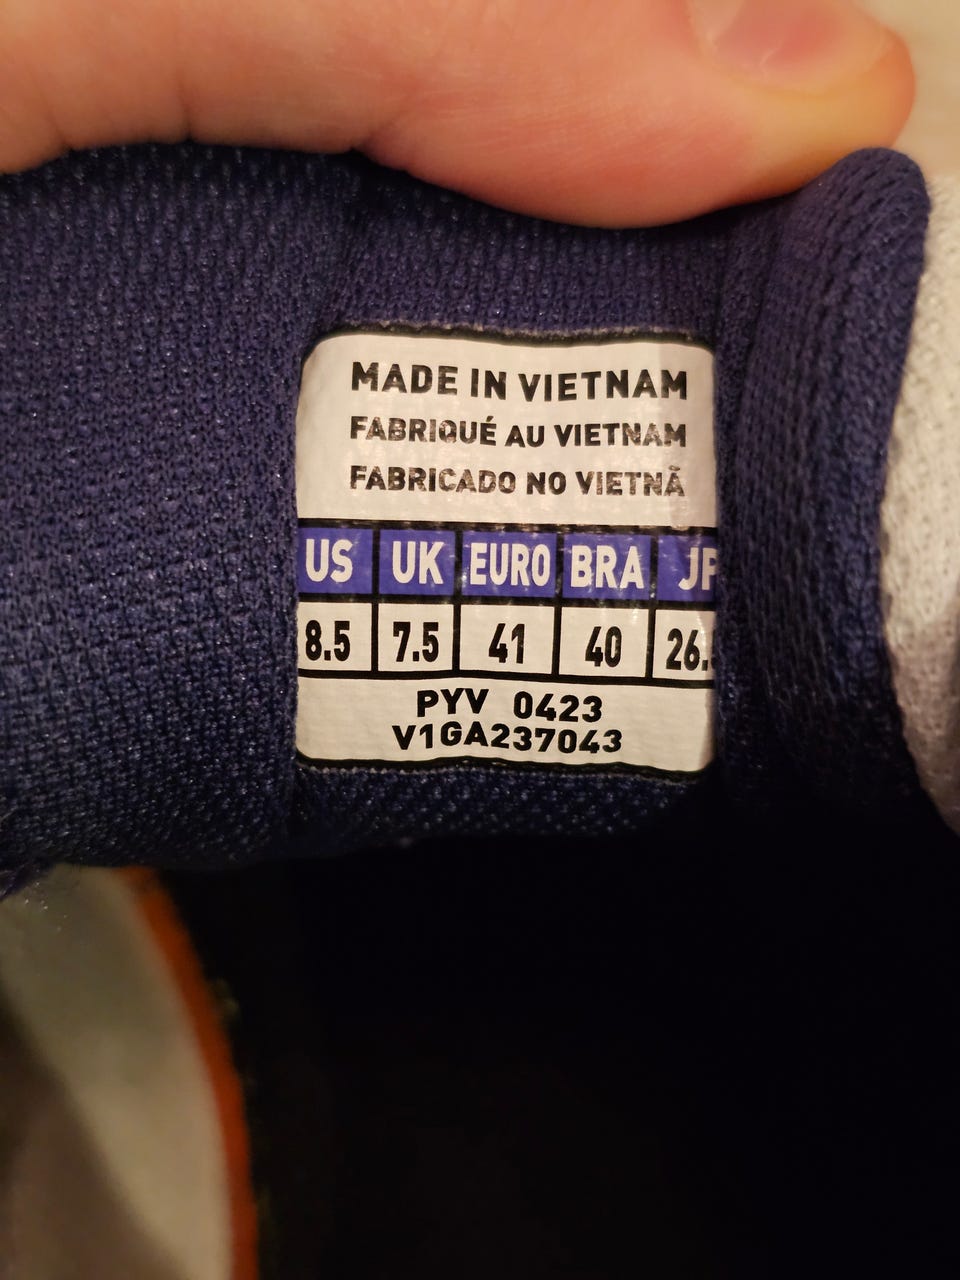 MADE IN VIETNAM
FABRIQUÉ AU VIETNAM
FABRICADO NO VIETNÃ
US UK EURO BRA JP
8.5 7.5 41 40
PYV 0423
V1GA237043